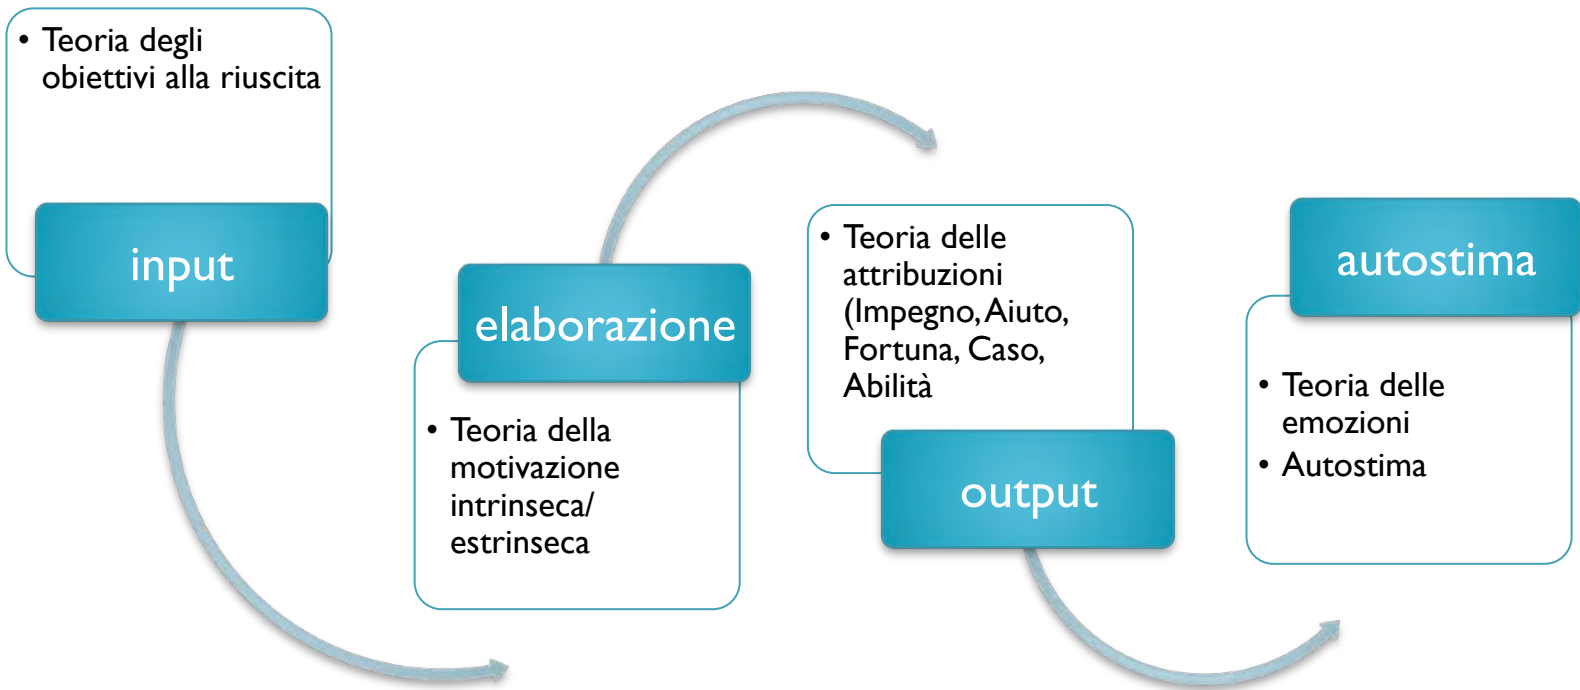 • Teoria degli
obiettivi alla riuscita
input
elaborazione
• Teoria della
motivazione
intrinseca/
estrinseca
• Teoria delle
attribuzioni
(Impegno, Aiuto,
Fortuna, Caso,
Abilità
output
autostima
• Teoria delle
emozioni
• Autostima